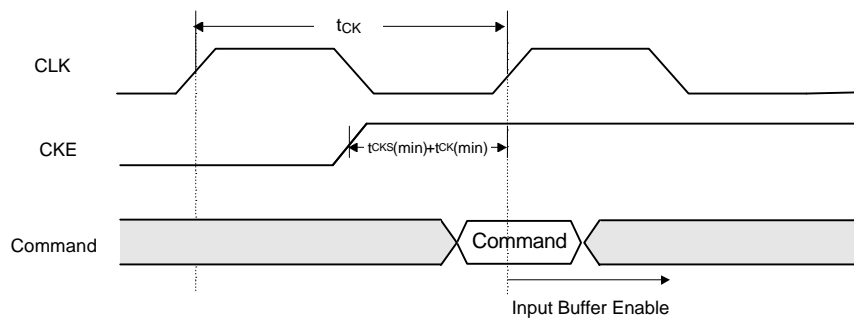 tCK
CLK
CKE
tCKS(min)+tCK(min)
Command
Command
Input Buffer Enable